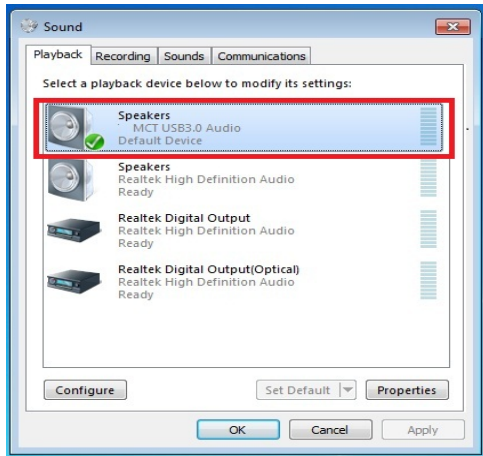 Sound
Playback Recording Sounds Communications
Select a playback device below to modify its settings:
Speakers
MCT USB3.0 Audio
Default Device
Speakers
Realtek High Definition Audio
Ready
Realtek Digital Output
Realtek High Definition Audio
Ready
Realtek Digital Output(Optical)
Realtek High Definition Audio
Ready
Configure Set Default Properties
OK Cancel Apply